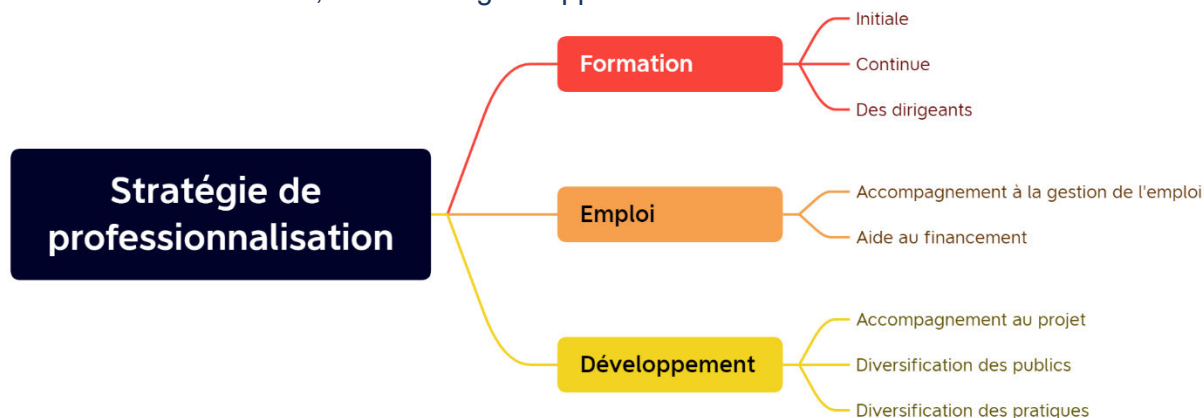 Stratégie de
professionnalisation
Formation
Initiale
Continue
Des dirigeants
Emploi
Accompagnement à la gestion de l'emploi
Aide au financement
Développement
Accompagnement au projet
Diversification des publics
Diversification des pratiques